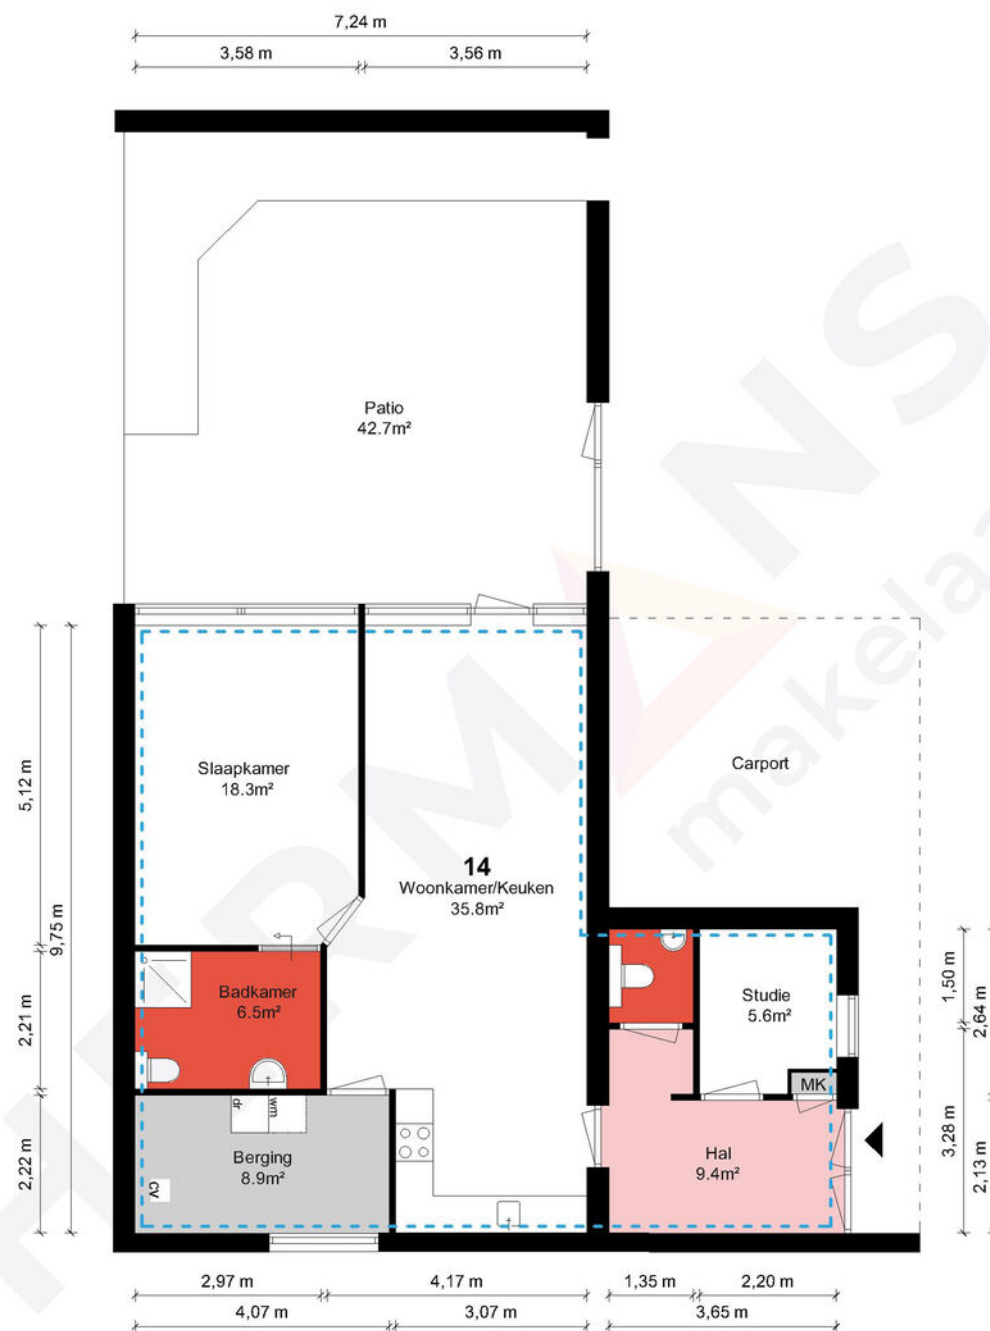 7,24 m
3,58 m
3,56 m
Patio
42.7m²
Slaapkamer
18.3m²
Carport
14
Woonkamer/Keuken
35.8m²
Badkamer
6.5m²
Studie
5.6m²
MK
dr
wm
Berging
8.9m²
CV
Hal
9.4m²
5,12 m
9,75 m
2,21 m
2,22 m
1,50 m
2,64 m
3,28 m
2,13 m
2,97 m
4,17 m
1,35 m
2,20 m
4,07 m
3,07 m
3,65 m